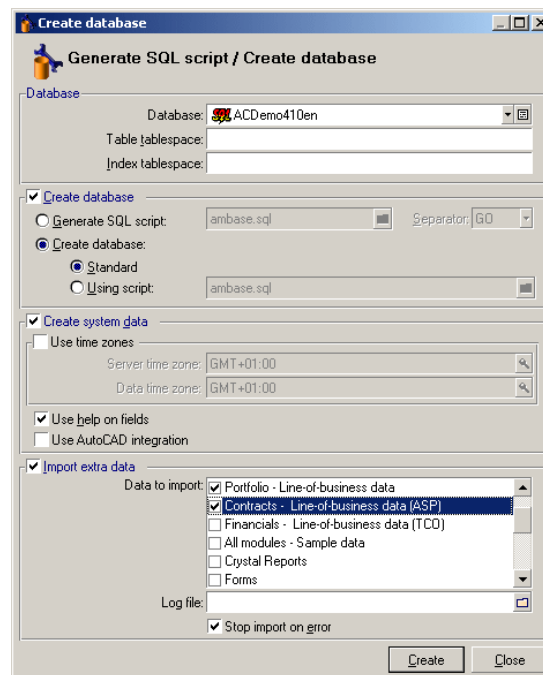 Create database
Generate SQL script / Create database
Database
Database: SQL ACDemo410en
Table tablespace:
Index tablespace:
Create database
Generate SQL script: ambase.sql Separator: GO
Create database:
Standard
Using script: ambase.sql
Create system data
Use time zones
Server time zone: GMT+01:00
Data time zone: GMT+01:00
Use help on fields
Use AutoCAD integration
Import extra data
Data to import: Portfolio - Line-of-business data
Contracts - Line-of-business data (ASP)
Financials - Line-of-business data (TCO)
All modules - Sample data
Crystal Reports
Forms
Log file:
Stop import on error
Create Close